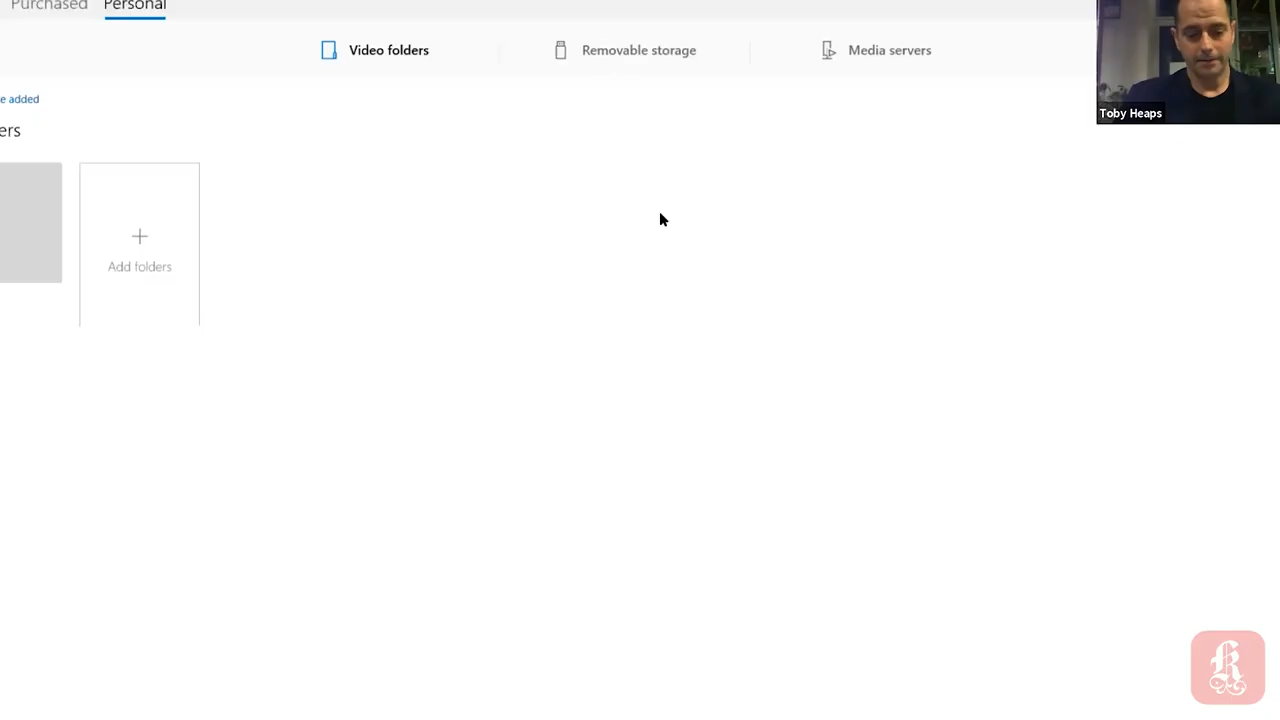 Purchased Personal
Video folders Removable storage Media servers
Toby Heaps
e added
ers
Add folders